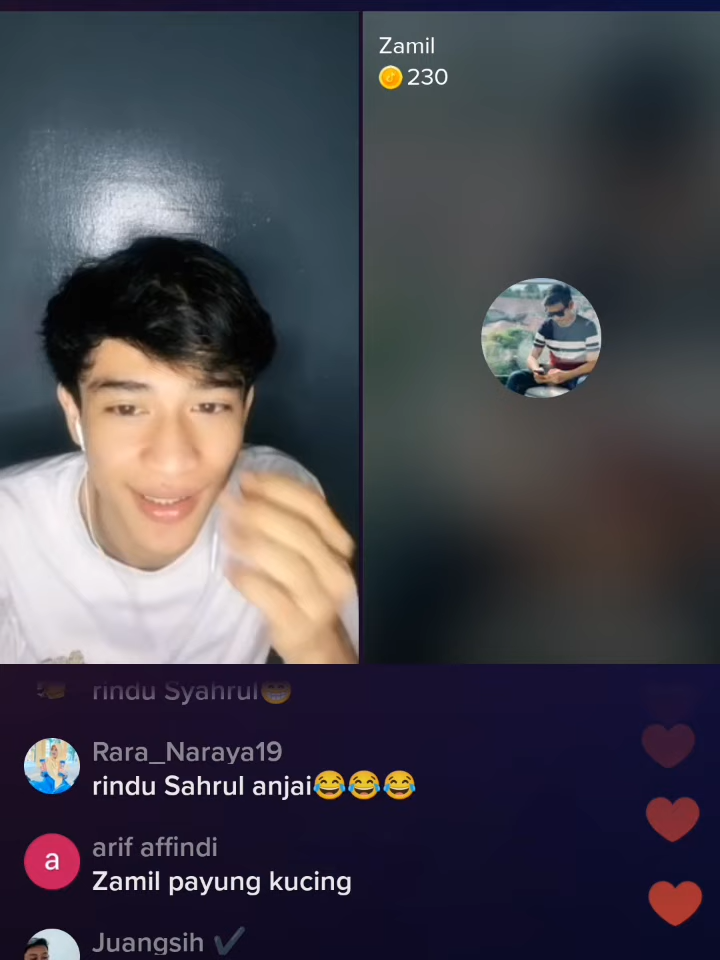 Zamil
230
rindu Syahrul😁
Rara_Naraya19
rindu Sahrul anjai😂😂😂
a
arif affindi
Zamil payung kucing
Juangsih ✔️